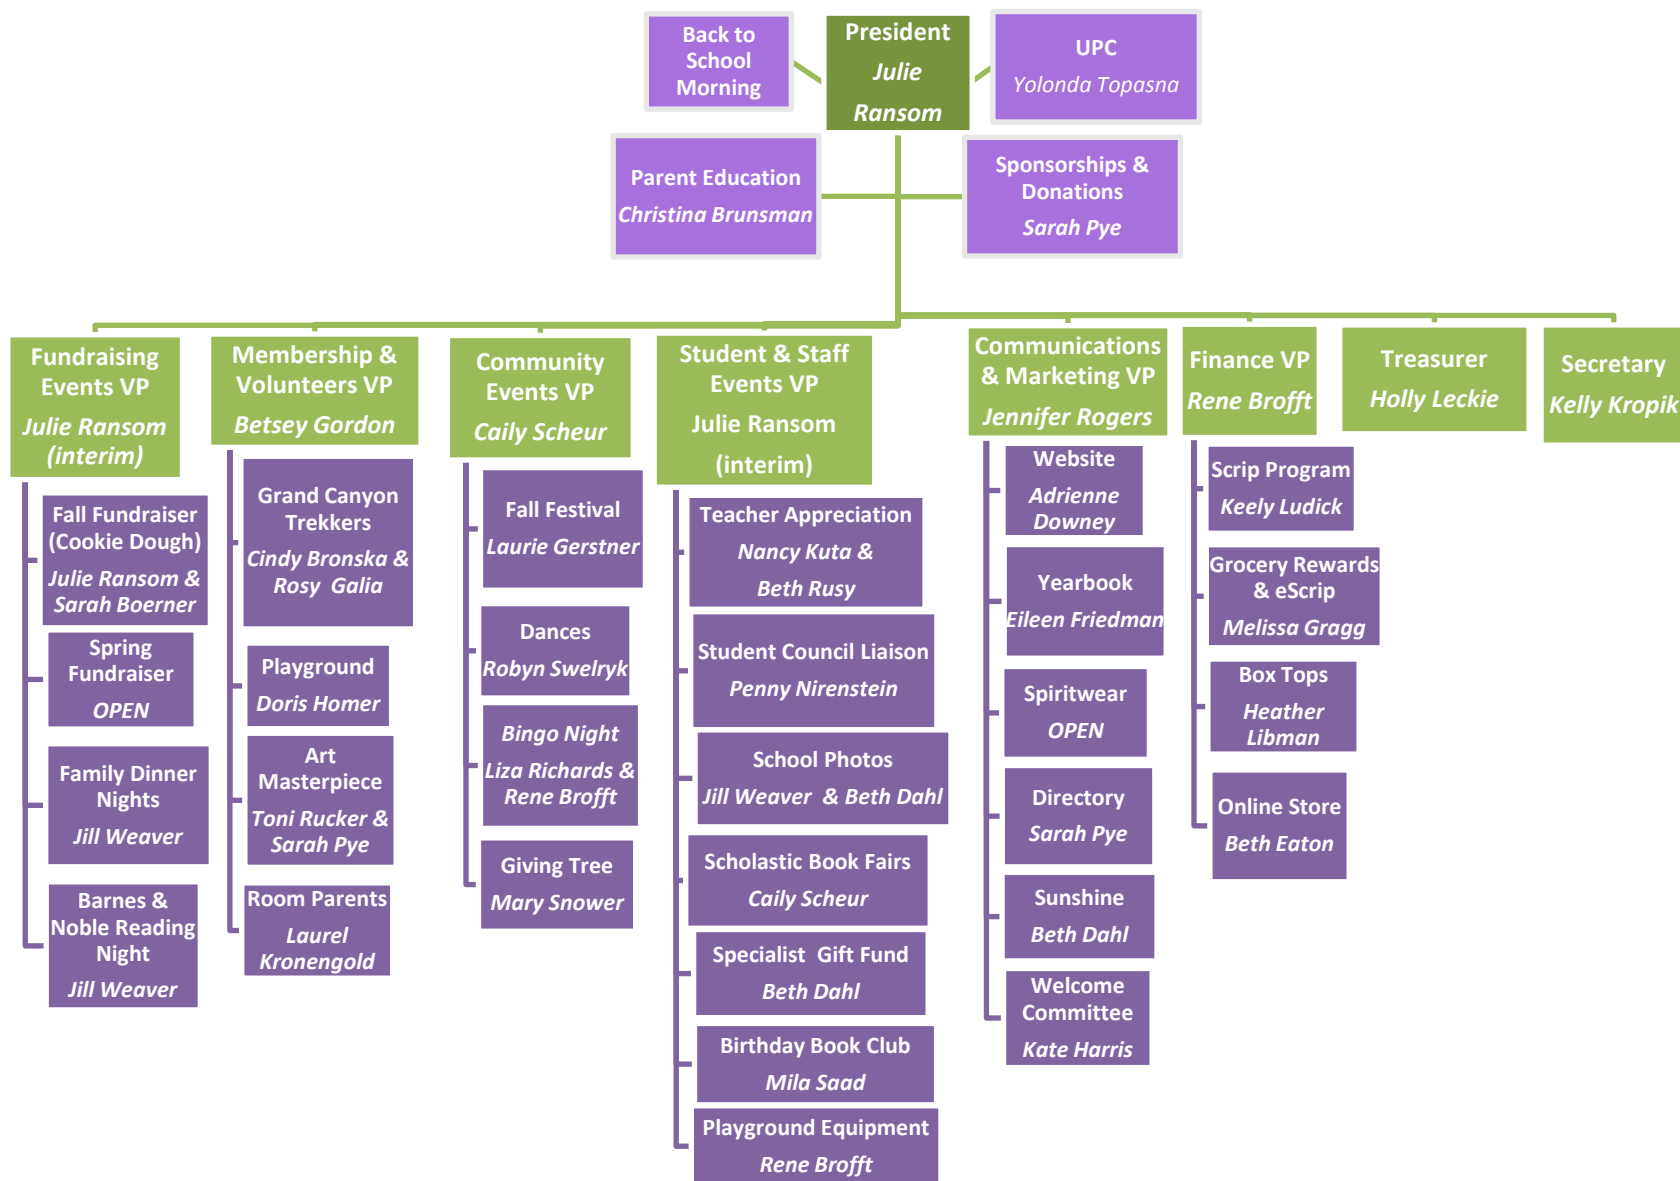 Back to
School
Morning
President
Julie
Ransom
UPC
Yolonda Topasna
Parent Education
Christina Brunsman
Sponsorships &
Donations
Sarah Pye
Fundraising
Events VP
Julie Ransom
(interim)
Fall Fundraiser
(Cookie Dough)
Julie Ransom &
Sarah Boerner
Spring
Fundraiser
OPEN
Family Dinner
Nights
Jill Weaver
Barnes &
Noble Reading
Night
Jill Weaver
Membership &
Volunteers VP
Betsey Gordon
Grand Canyon
Trekkers
Cindy Bronska &
Rosy Galia
Playground
Doris Homer
Art
Masterpiece
Toni Rucker &
Sarah Pye
Room Parents
Laurel
Kronengold
Community
Events VP
Caily Scheur
Fall Festival
Laurie Gerstner
Dances
Robyn Swelryk
Bingo Night
Liza Richards &
Rene Brofft
Giving Tree
Mary Snower
Student & Staff
Events VP
Julie Ransom
(interim)
Teacher Appreciation
Nancy Kuta &
Beth Rusy
Student Council Liaison
Penny Nirenstein
School Photos
Jill Weaver & Beth Dahl
Scholastic Book Fairs
Caily Scheur
Specialist Gift Fund
Beth Dahl
Birthday Book Club
Mila Saad
Playground Equipment
Rene Brofft
Communications
& Marketing VP
Jennifer Rogers
Website
Adrienne
Downey
Yearbook
Eileen Friedman
Spiritwear
OPEN
Directory
Sarah Pye
Sunshine
Beth Dahl
Welcome
Committee
Kate Harris
Finance VP
Rene Brofft
Scrip Program
Keely Ludick
Grocery Rewards
& eScrip
Melissa Gragg
Box Tops
Heather
Libman
Online Store
Beth Eaton
Treasurer
Holly Leckie
Secretary
Kelly Kropik